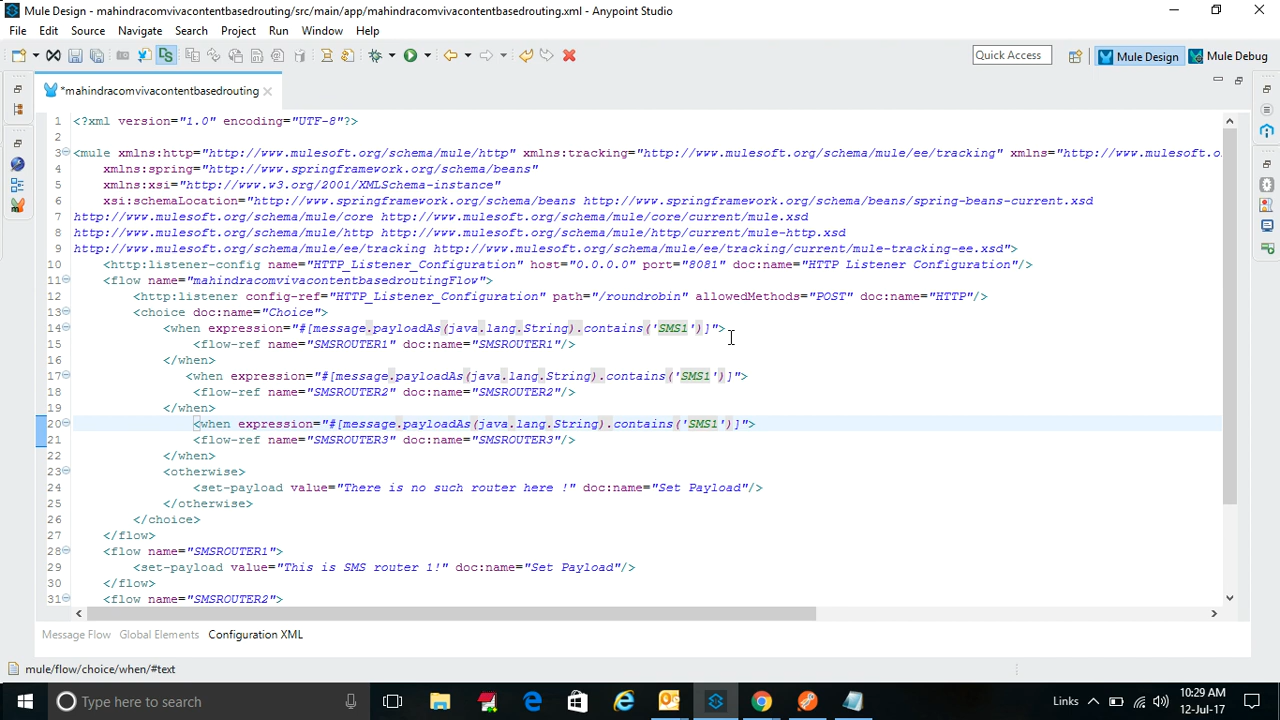 Mule Design - mahindracomvivacontentbasedrouting/src/main/app/mahindracomvivacontentbasedrouting.xml - Anypoint Studio
File Edit Source Navigate Search Project Run Window Help
Quick Access Mule Design Mule Debug
*mahindracomvivacontentbasedrouting
1 <?xml version="1.0" encoding="UTF-8"?>
2
3 <mule xmlns:http="http://www.mulesoft.org/schema/mule/http" xmlns:tracking="http://www.mulesoft.org/schema/mule/ee/tracking" xmlns="http://www.mulesoft.o
4 xmlns:spring="http://www.springframework.org/schema/beans"
5 xmlns:xsi="http://www.w3.org/2001/XMLSchema-instance"
6 xsi:schemaLocation="http://www.springframework.org/schema/beans http://www.springframework.org/schema/beans/spring-beans-current.xsd
7 http://www.mulesoft.org/schema/mule/core http://www.mulesoft.org/schema/mule/core/current/mule.xsd
8 http://www.mulesoft.org/schema/mule/http http://www.mulesoft.org/schema/mule/http/current/mule-http.xsd
9 http://www.mulesoft.org/schema/mule/ee/tracking http://www.mulesoft.org/schema/mule/ee/tracking/current/mule-tracking-ee.xsd">
10 <http:listener-config name="HTTP_Listener_Configuration" host="0.0.0.0" port="8081" doc:name="HTTP Listener Configuration"/>
11 <flow name="mahindracomvivacontentbasedroutingFlow">
12 <http:listener config-ref="HTTP_Listener_Configuration" path="/roundrobin" allowedMethods="POST" doc:name="HTTP"/>
13 <choice doc:name="Choice">
14 <when expression="#[message.payloadAs(java.lang.String).contains('SMS1')]">
15 <flow-ref name="SMSROUTER1" doc:name="SMSROUTER1"/>
16 </when>
17 <when expression="#[message.payloadAs(java.lang.String).contains('SMS1')]">
18 <flow-ref name="SMSROUTER2" doc:name="SMSROUTER2"/>
19 </when>
20 <when expression="#[message.payloadAs(java.lang.String).contains('SMS1')]">
21 <flow-ref name="SMSROUTER3" doc:name="SMSROUTER3"/>
22 </when>
23 <otherwise>
24 <set-payload value="There is no such router here !" doc:name="Set Payload"/>
25 </otherwise>
26 </choice>
27 </flow>
28 <flow name="SMSROUTER1">
29 <set-payload value="This is SMS router 1!" doc:name="Set Payload"/>
30 </flow>
31 <flow name="SMSROUTER2">
Message Flow Global Elements Configuration XML
mule/flow/choice/when/#text
Type here to search
Links 10:29 AM
12-Jul-17